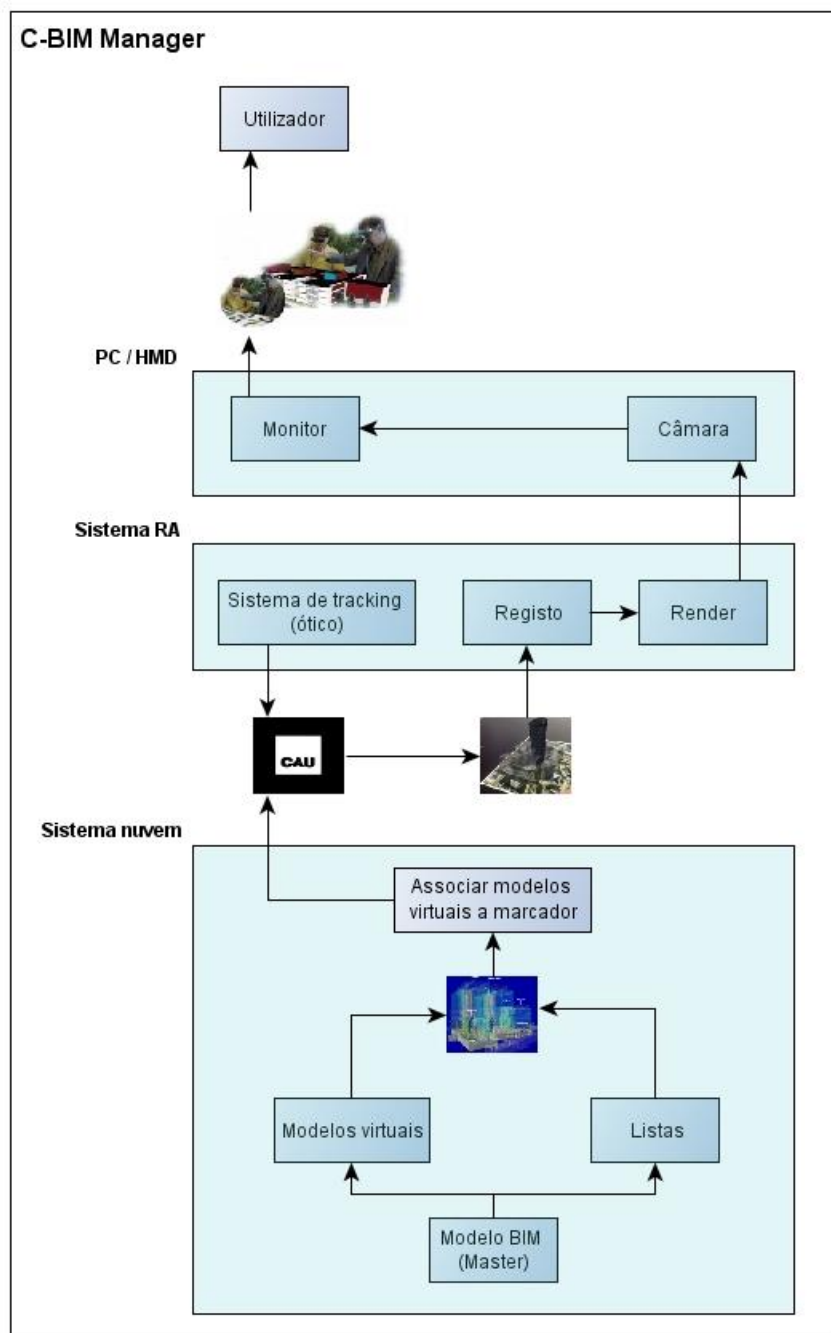 C-BIM Manager
Utilizador
PC / HMD
Monitor
Câmara
Sistema RA
Sistema de tracking
(ótico)
Registo
Render
CAU
Sistema nuvem
Associar modelos
virtuais a marcador
Modelos virtuais
Listas
Modelo BIM
(Master)